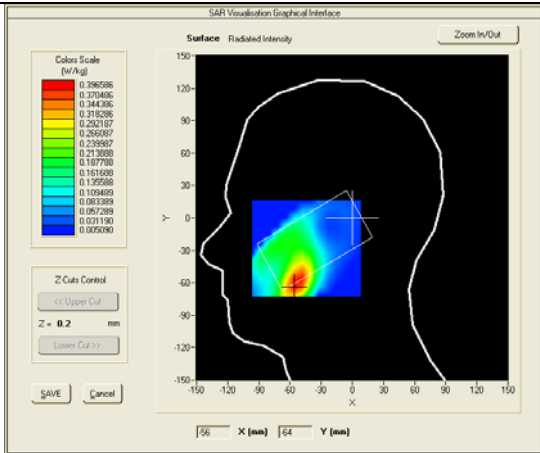 SAR Visualisation Graphical Interface
Surface Radiated Intensity
Zoom In/Out
Colors Scale
(W/kg)
0.396586
0.370486
0.344386
0.318286
0.292187
0.266087
0.239987
0.213888
0.187788
0.161688
0.135588
0.109489
0.083389
0.057289
0.031190
0.005090
Z-Cuts Control
<< Upper Cut
Z = 0.2 mm
Lower Cut >>
SAVE
Cancel
150
120
90
60
30
0
-30
-60
-90
-120
-150
Y
-150 -120 -90 -60 -30 0 30 60 90 120 150
X
-56 X (mm) -64 Y (mm)